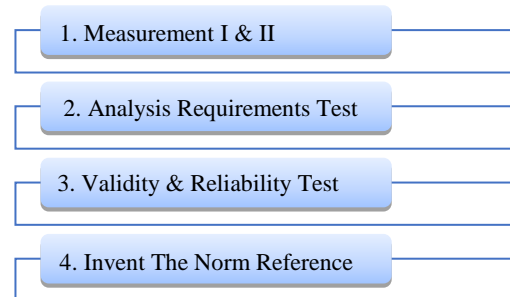 1. Measurement I & II
2. Analysis Requirements Test
3. Validity & Reliability Test
4. Invent The Norm Reference